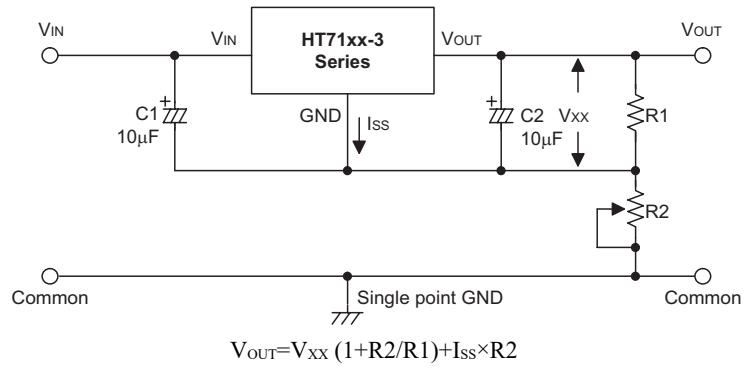 VIN
VIN
HT71xx-3
Series
VOUT
VOUT
C1
10μF
GND
ISS
C2
10μF
VXX
R1
R2
Common
Single point GND
Common
VOUT=VXX (1+R2/R1)+ISS×R2